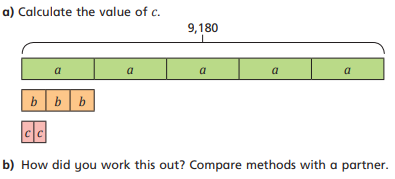 a) Calculate the value of c.
9,180
a a a a a
b b b
c c
b) How did you work this out? Compare methods with a partner.